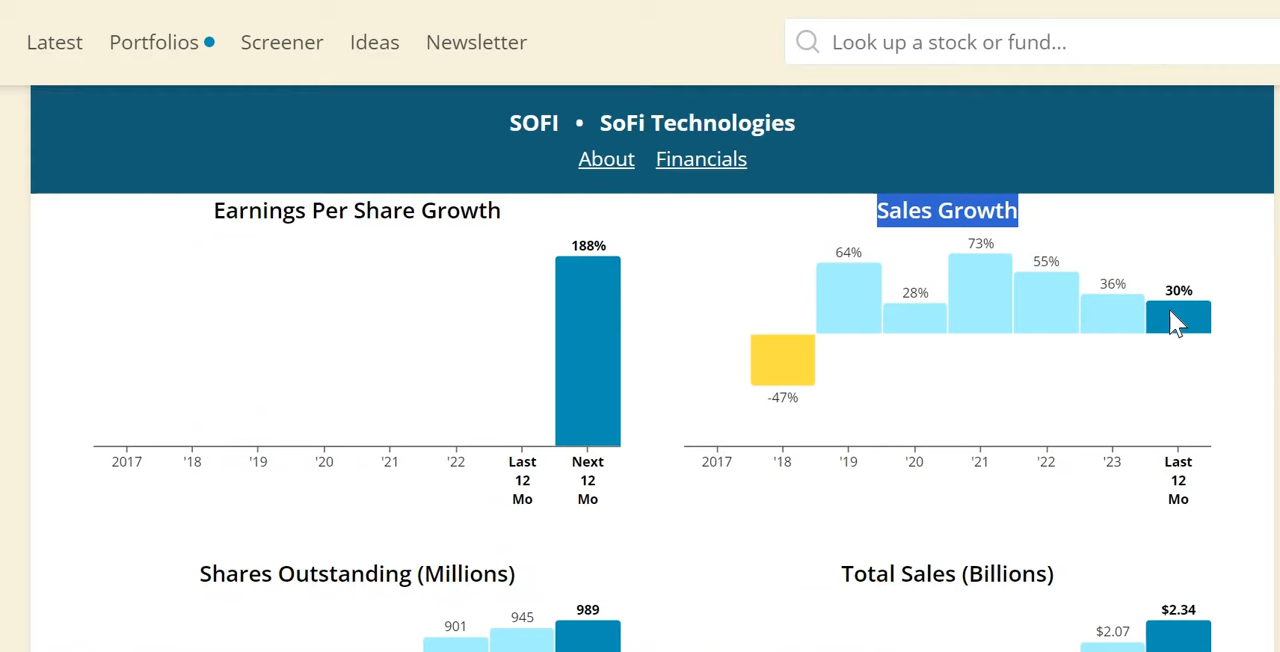 Latest Portfolios Screener Ideas Newsletter Look up a stock or fund...
SOFI • SoFi Technologies
About Financials
Earnings Per Share Growth
188%
2017 '18 '19 '20 '21 '22 Last 12 Mo Next 12 Mo
Sales Growth
-47% 64% 28% 73% 55% 36% 30%
2017 '18 '19 '20 '21 '22 '23 Last 12 Mo
Shares Outstanding (Millions)
901 945 989
Total Sales (Billions)
$2.07 $2.34